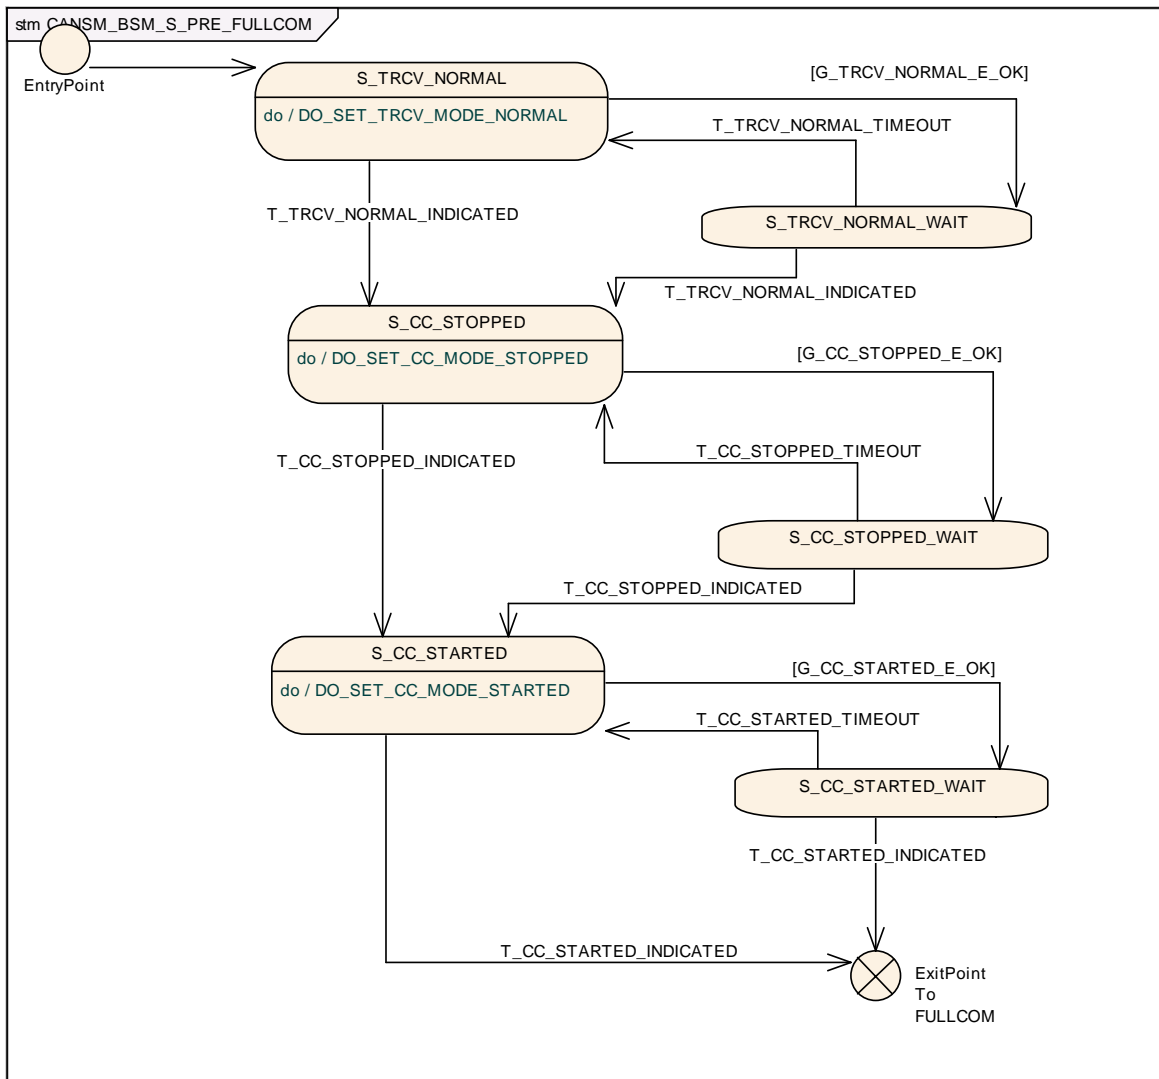 stm CANSM_BSM_S_PRE_FULLCOM
EntryPoint
S_TRCV_NORMAL
do / DO_SET_TRCV_MODE_NORMAL
[G_TRCV_NORMAL_E_OK]
T_TRCV_NORMAL_TIMEOUT
T_TRCV_NORMAL_INDICATED
S_TRCV_NORMAL_WAIT
T_TRCV_NORMAL_INDICATED
S_CC_STOPPED
do / DO_SET_CC_MODE_STOPPED
[G_CC_STOPPED_E_OK]
T_CC_STOPPED_TIMEOUT
T_CC_STOPPED_INDICATED
S_CC_STOPPED_WAIT
T_CC_STOPPED_INDICATED
S_CC_STARTED
do / DO_SET_CC_MODE_STARTED
[G_CC_STARTED_E_OK]
T_CC_STARTED_TIMEOUT
S_CC_STARTED_WAIT
T_CC_STARTED_INDICATED
T_CC_STARTED_INDICATED
ExitPoint
To
FULLCOM